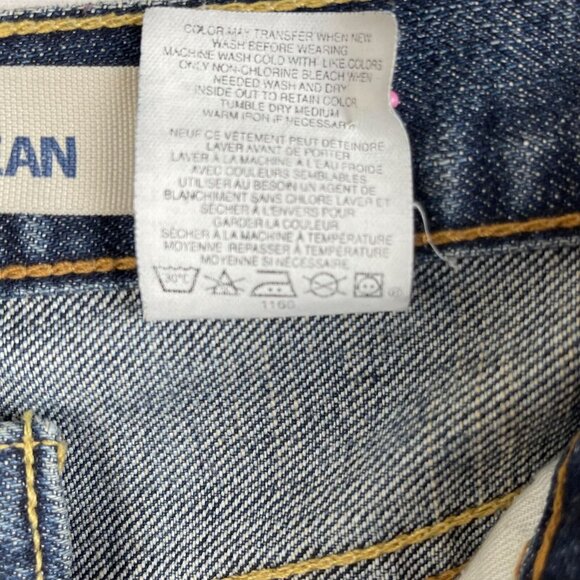 COLOR MAY TRANSFER WHEN NEW
WASH BEFORE WEARING
MACHINE WASH COLD WITH LIKE COLORS
ONLY NON-CHLORINE BLEACH WHEN
NEEDED WASH AND DRY
INSIDE OUT TO RETAIN COLOR
TUMBLE DRY MEDIUM
WARM IRON IF NECESSARY
NEUF CE VÊTEMENT PEUT DÉTEINDRE
LAVER AVANT DE PORTER
LAVER À LA MACHINE À L'EAU FROIDE
AVEC COULEURS SEMBLABLES
UTILISER AU BESOIN UN AGENT DE
BLANCHIMENT SANS CHLORE LAVER ET
SÉCHER À L'ENVERS POUR
GARDER LA COULEUR
SÉCHER À LA MACHINE À TEMPÉRATURE
MOYENNE REPASSER À TEMPÉRATURE
MOYENNE SI NÉCESSAIRE
30°C
1160